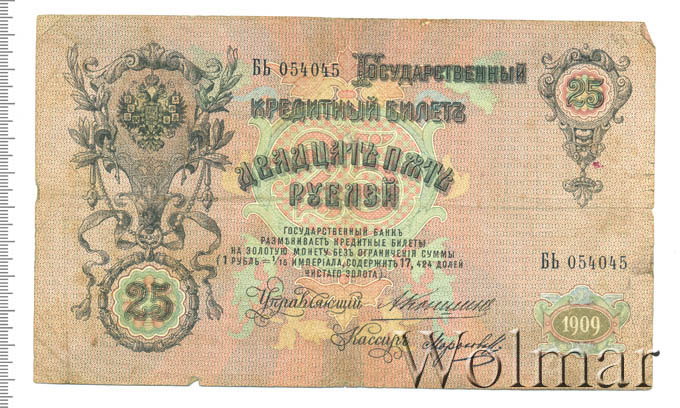 БЬ 054045 Государственный
25
Кредитный Билетъ
Двадцать пять
рублей
Государственный Банкъ
размѣниваетъ кредитные билеты
на золотую монету безъ ограниченія суммы
(1 рубль = 1/15 имперіала, содержитъ 17,424 долей
чистаго золота).
БЬ 054045
25
Управляющій
Кассиръ
1909
Wolmar